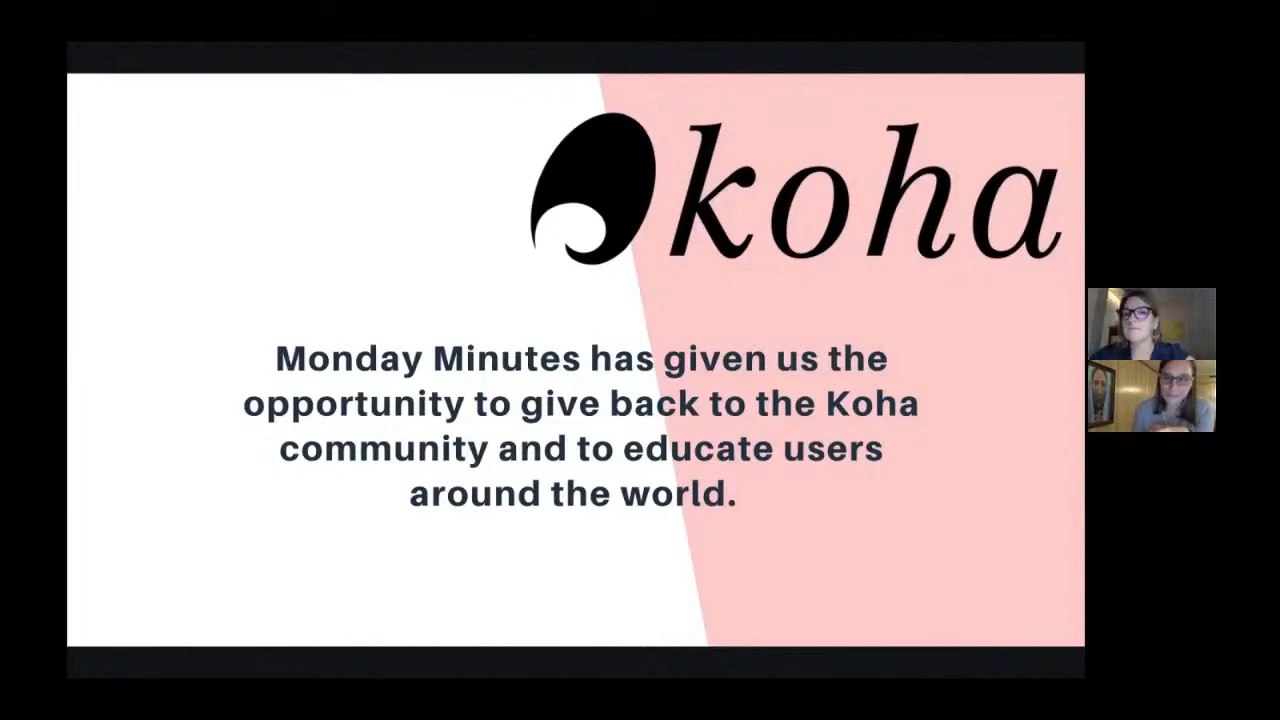 koha
Monday Minutes has given us the
opportunity to give back to the Koha
community and to educate users
around the world.